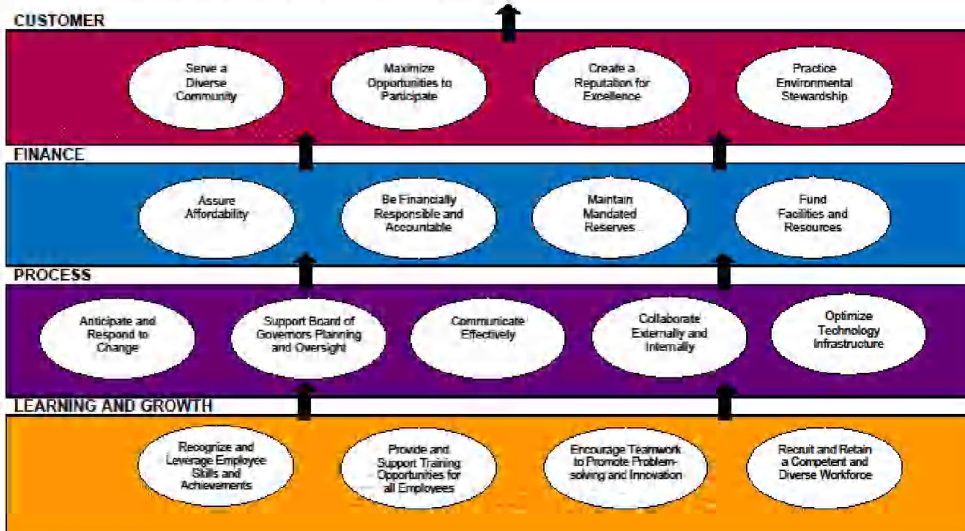 CUSTOMER
Serve a
Diverse
Community
Maximize
Opportunities to
Participate
Create a
Reputation for
Excellence
Practice
Environmental
Stewardship
FINANCE
Assure
Affordability
Be Financially
Responsible and
Accountable
Maintain
Mandated
Reserves
Fund
Facilities and
Resources
PROCESS
Anticipate and
Respond to
Change
Support Board of
Governors Planning
and Oversight
Communicate
Effectively
Collaborate
Externally and
Internally
Optimize
Technology
Infrastructure
LEARNING AND GROWTH
Recognize and
Leverage Employee
Skills and
Achievements
Provide and
Support Training
Opportunities for
all Employees
Encourage Teamwork
to Promote Problem-
solving and Innovation
Recruit and Retain
a Competent and
Diverse Workforce